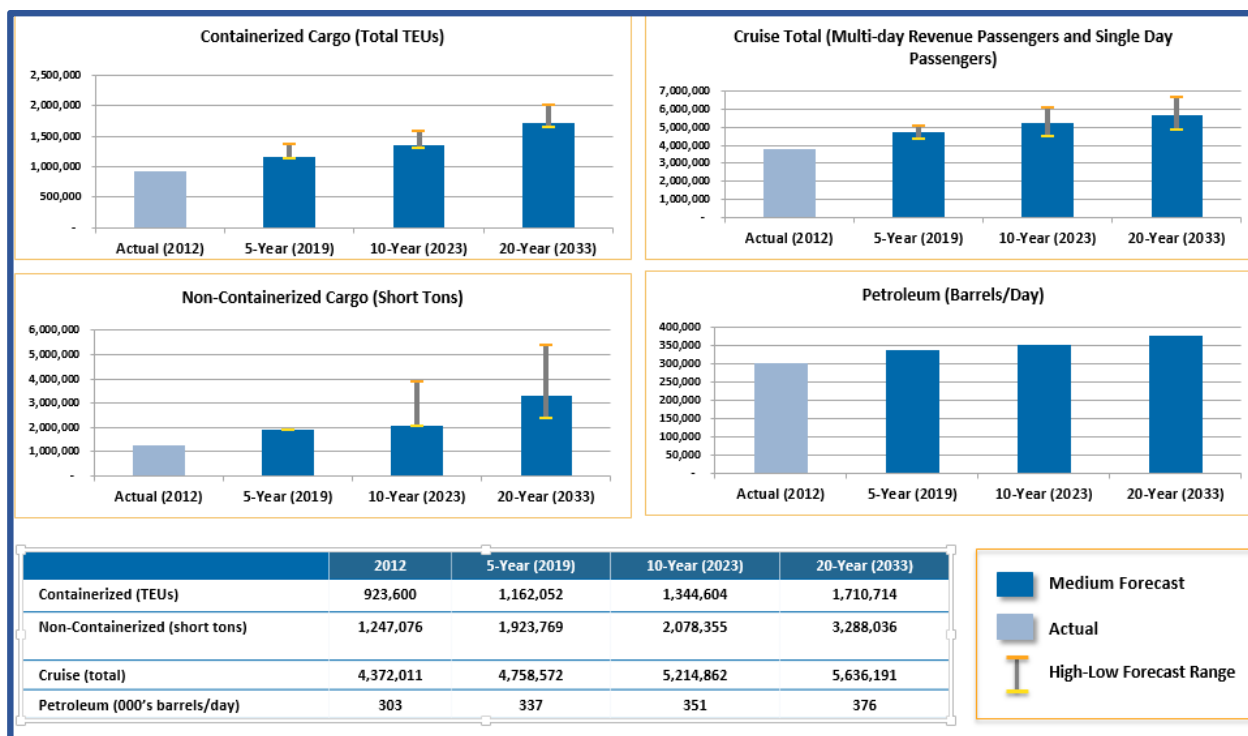 Containerized Cargo (Total TEUs)
2,500,000
2,000,000
1,500,000
1,000,000
500,000
-
Actual (2012) 5-Year (2019) 10-Year (2023) 20-Year (2033)
Cruise Total (Multi-day Revenue Passengers and Single Day
Passengers)
7,000,000
6,000,000
5,000,000
4,000,000
3,000,000
2,000,000
1,000,000
-
Actual (2012) 5-Year (2019) 10-Year (2023) 20-Year (2033)
Non-Containerized Cargo (Short Tons)
6,000,000
5,000,000
4,000,000
3,000,000
2,000,000
1,000,000
-
Actual (2012) 5-Year (2019) 10-Year (2023) 20-Year (2033)
Petroleum (Barrels/Day)
400,000
350,000
300,000
250,000
200,000
150,000
100,000
50,000
-
Actual (2012) 5-Year (2019) 10-Year (2023) 20-Year (2033)
2012 5-Year (2019) 10-Year (2023) 20-Year (2033)
Containerized (TEUs) 923,600 1,162,052 1,344,604 1,710,714
Non-Containerized (short tons) 1,247,076 1,923,769 2,078,355 3,288,036
Cruise (total) 4,372,011 4,758,572 5,214,862 5,636,191
Petroleum (000's barrels/day) 303 337 351 376
Medium Forecast
Actual
High-Low Forecast Range